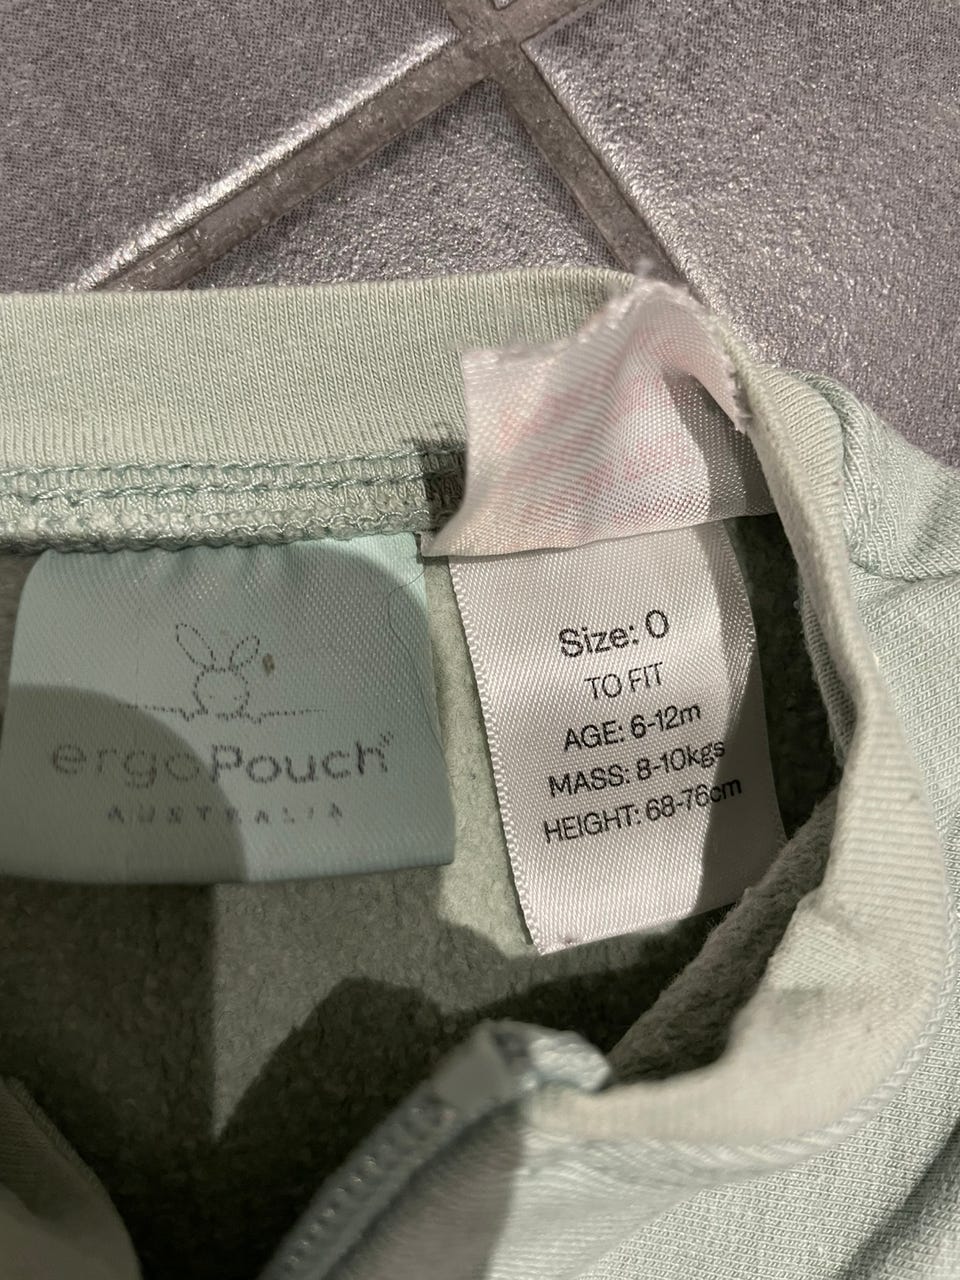 ergoPouch
AUSTRALIA
Size: 0
TO FIT
AGE: 6-12m
MASS: 8-10kgs
HEIGHT: 68-76cm